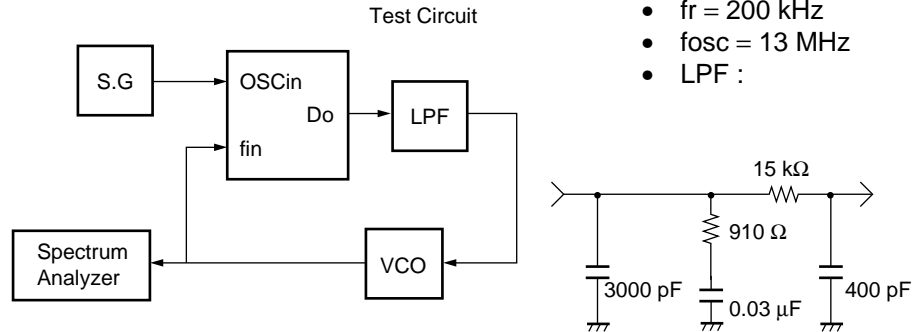 Test Circuit
• fr = 200 kHz
• fosc = 13 MHz
• LPF :
S.G
OSCin
Do
fin
LPF
Spectrum
Analyzer
VCO
15 kΩ
910 Ω
3000 pF
0.03 μF
400 pF